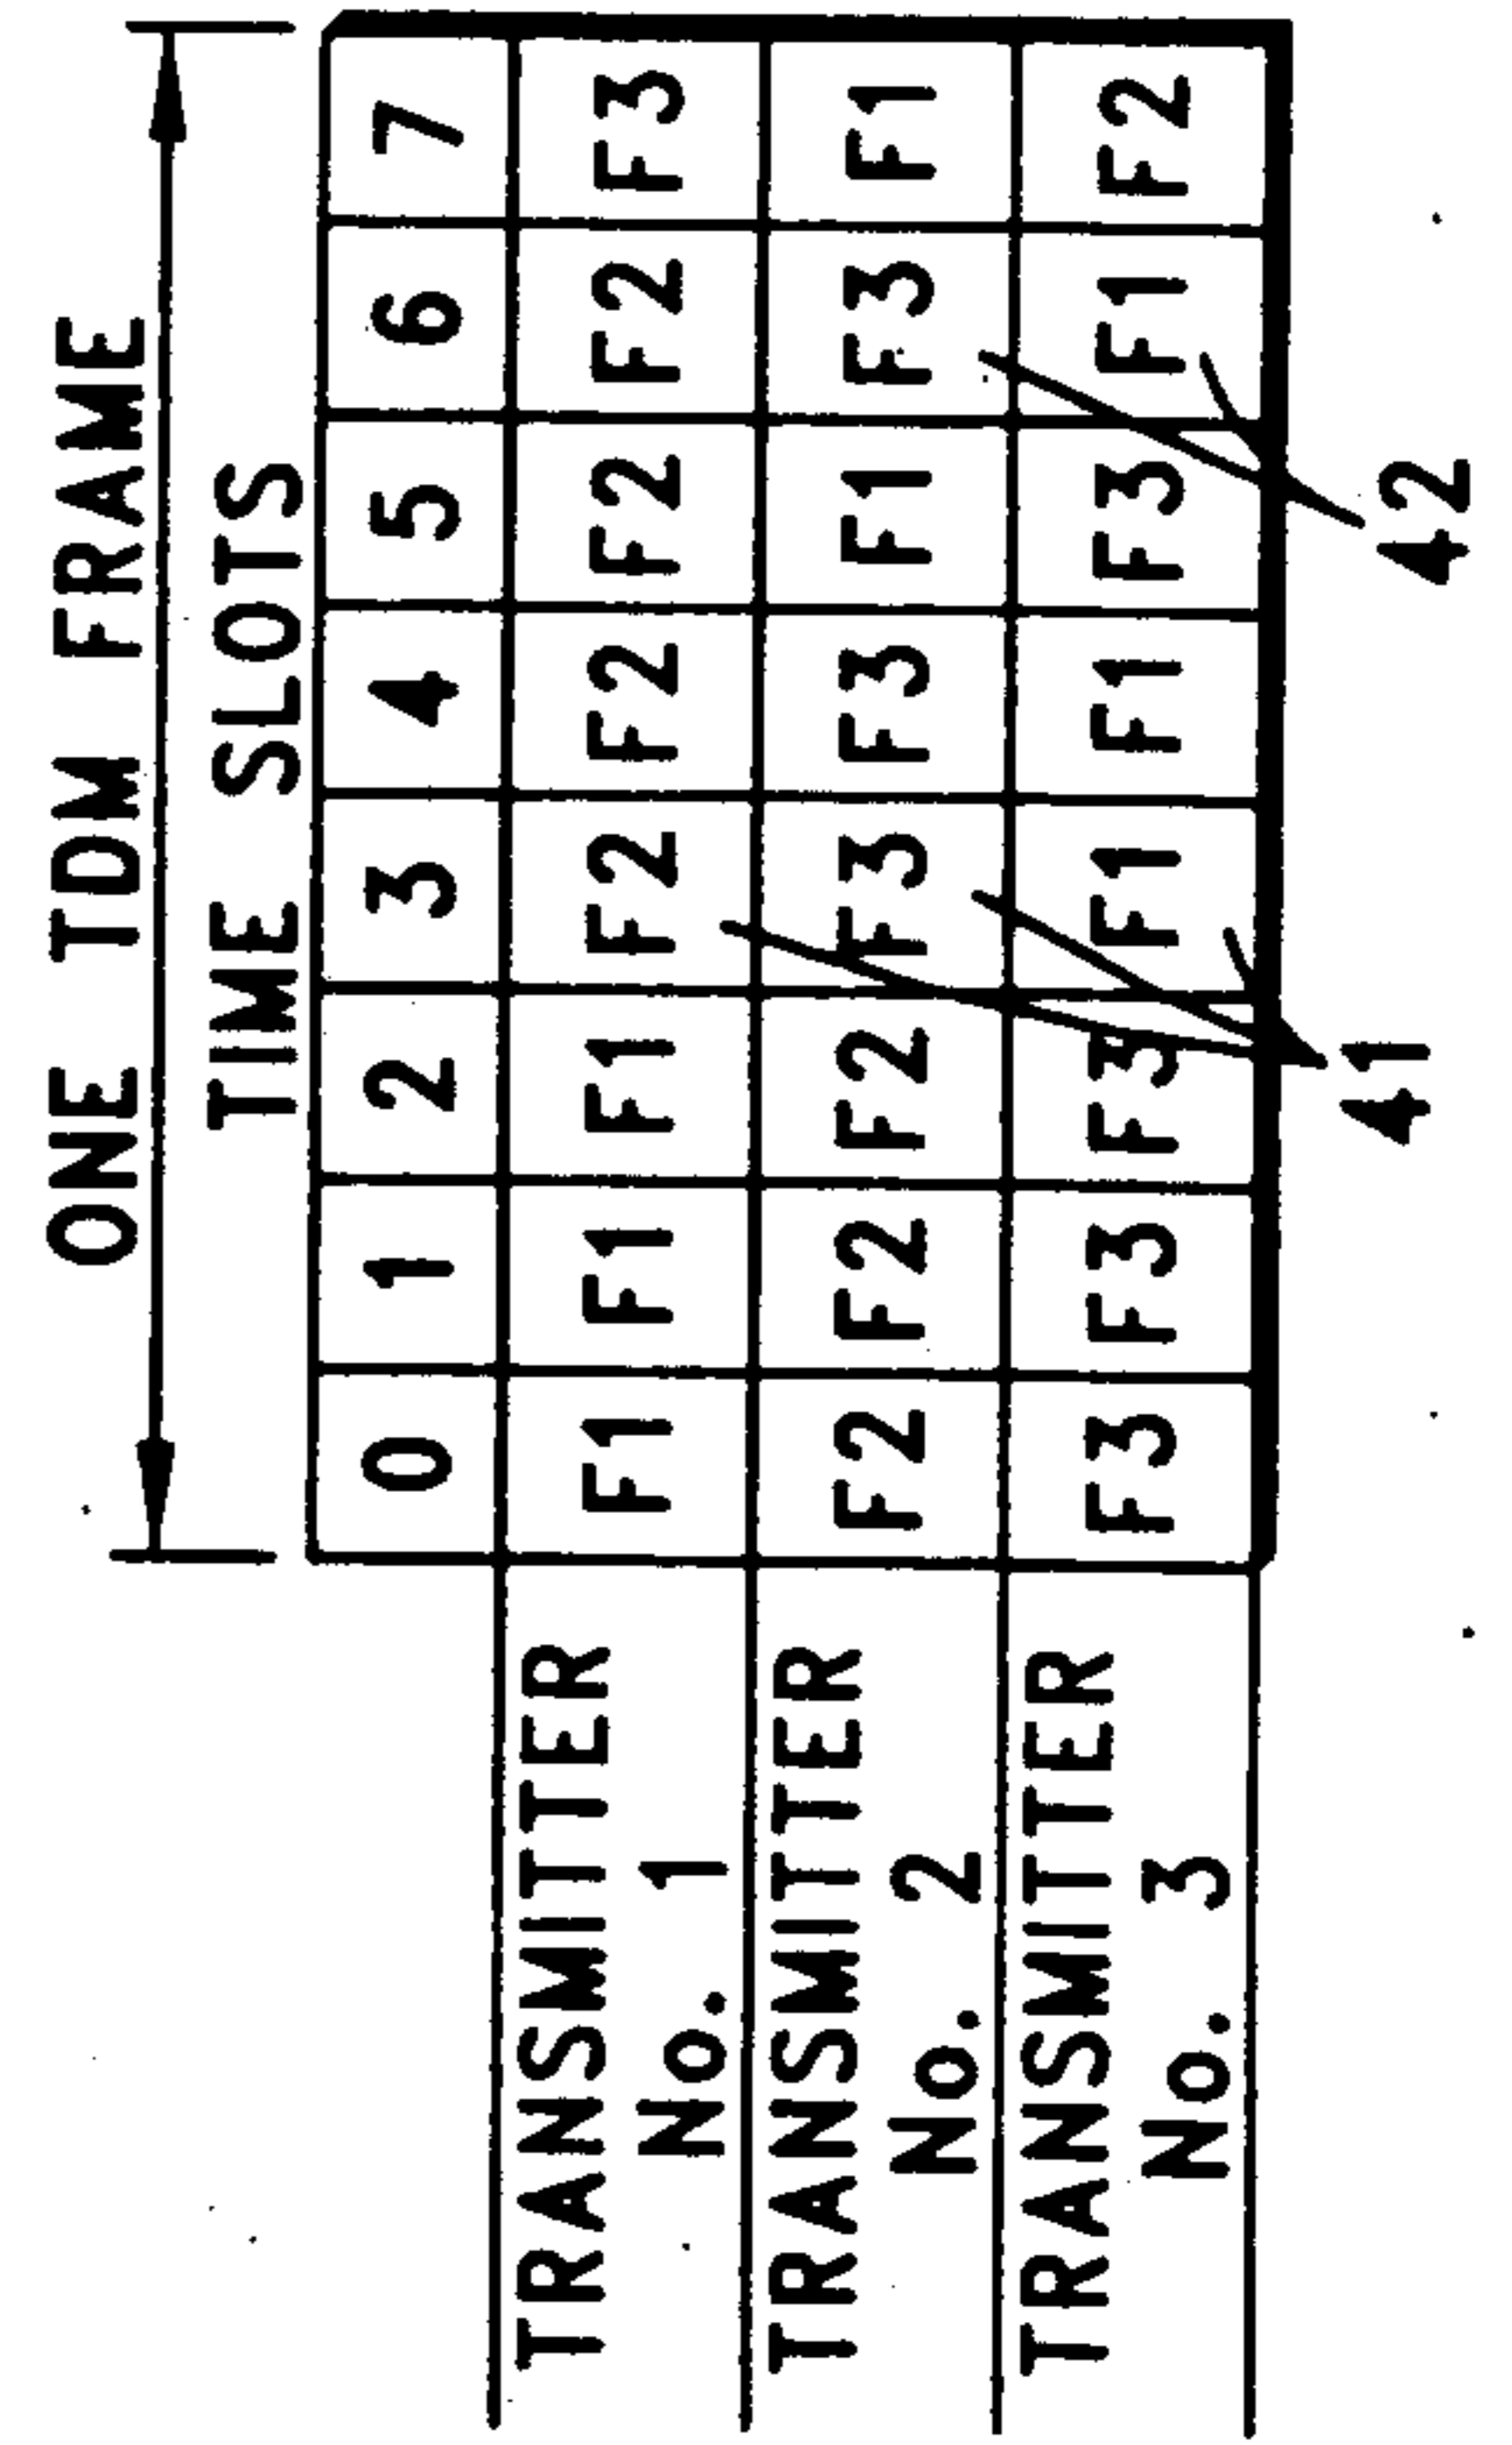 ONE TDM FRAME
TIME SLOTS
0 1 2 3 4 5 6 7
TRANSMITTER No. 1 F1 F1 F1 F2 F2 F2 F2 F3
TRANSMITTER No. 2 F2 F2 F2 F3 F3 F1 F3 F1
TRANSMITTER No. 3 F3 F3 F3 F1 F1 F3 F1 F2
41 42